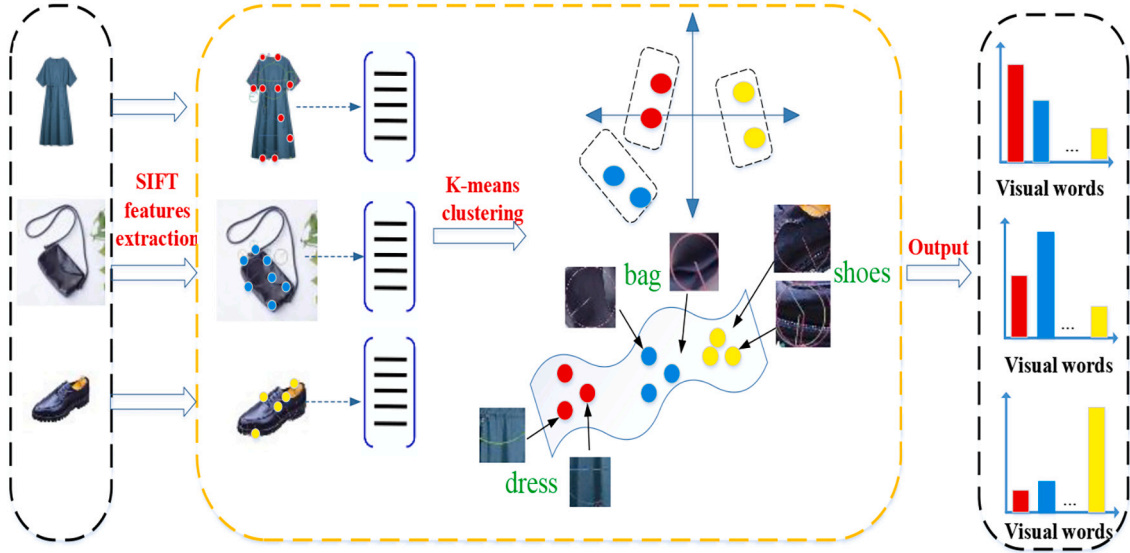 SIFT
features
extraction
K-means
clustering
bag
shoes
dress
Output
...
Visual words
...
Visual words
...
Visual words